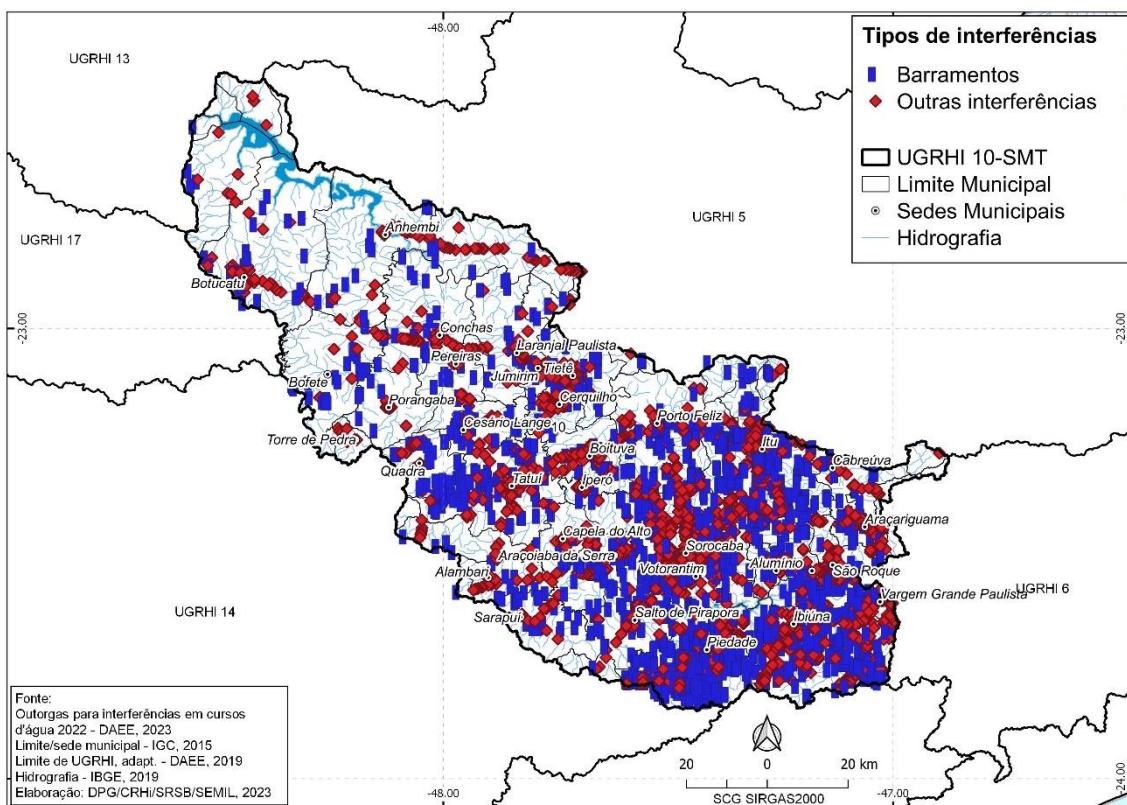 -48.00
UGRHI 13
Tipos de interferências
Barramentos
Outras interferências
UGRHI 10-SMT
Limite Municipal
Sedes Municipais
Hidrografia
UGRHI 5
UGRHI 17
Anhembi
Botucatu
-23.00
-23.00
Conchas
Laranjal Paulista
Pereiras
Jumirim
Tietê
Bofete
Porangaba
Cerquilho
Cesário Lange
10
Porto Feliz
Torre de Pedra
Itu
Boituva
Cabreúva
Quadra
Tatuí
Iperó
Araçariguama
Capela do Alto
Sorocaba
Araçoiaba da Serra
Alumínio
Alambari
Votorantim
São Roque
UGRHI 14
Vargem Grande Paulista
UGRHI 6
Sarapuí
Salto de Pirapora
Ibiúna
Piedade
Fonte:
Outorgas para interferências em cursos
d'água 2022 - DAEE, 2023
Limite/sede municipal - IGC, 2015
Limite de UGRHI, adapt. - DAEE, 2019
Hidrografia - IBGE, 2019
Elaboração: DPG/CRHi/SRSB/SEMIL, 2023
20 0 20 km
SCG SIRGAS2000
-48.00
-47.00
-24.00